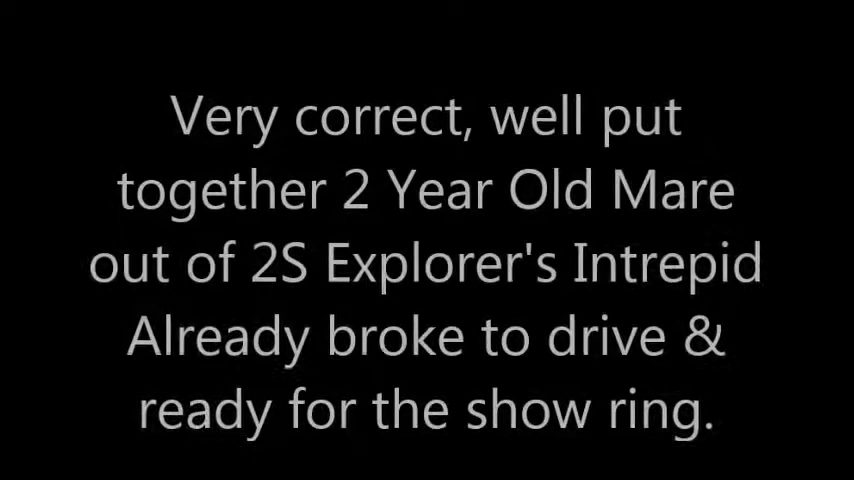 Very correct, well put
together 2 Year Old Mare
out of 2S Explorer's Intrepid
Already broke to drive &
ready for the show ring.